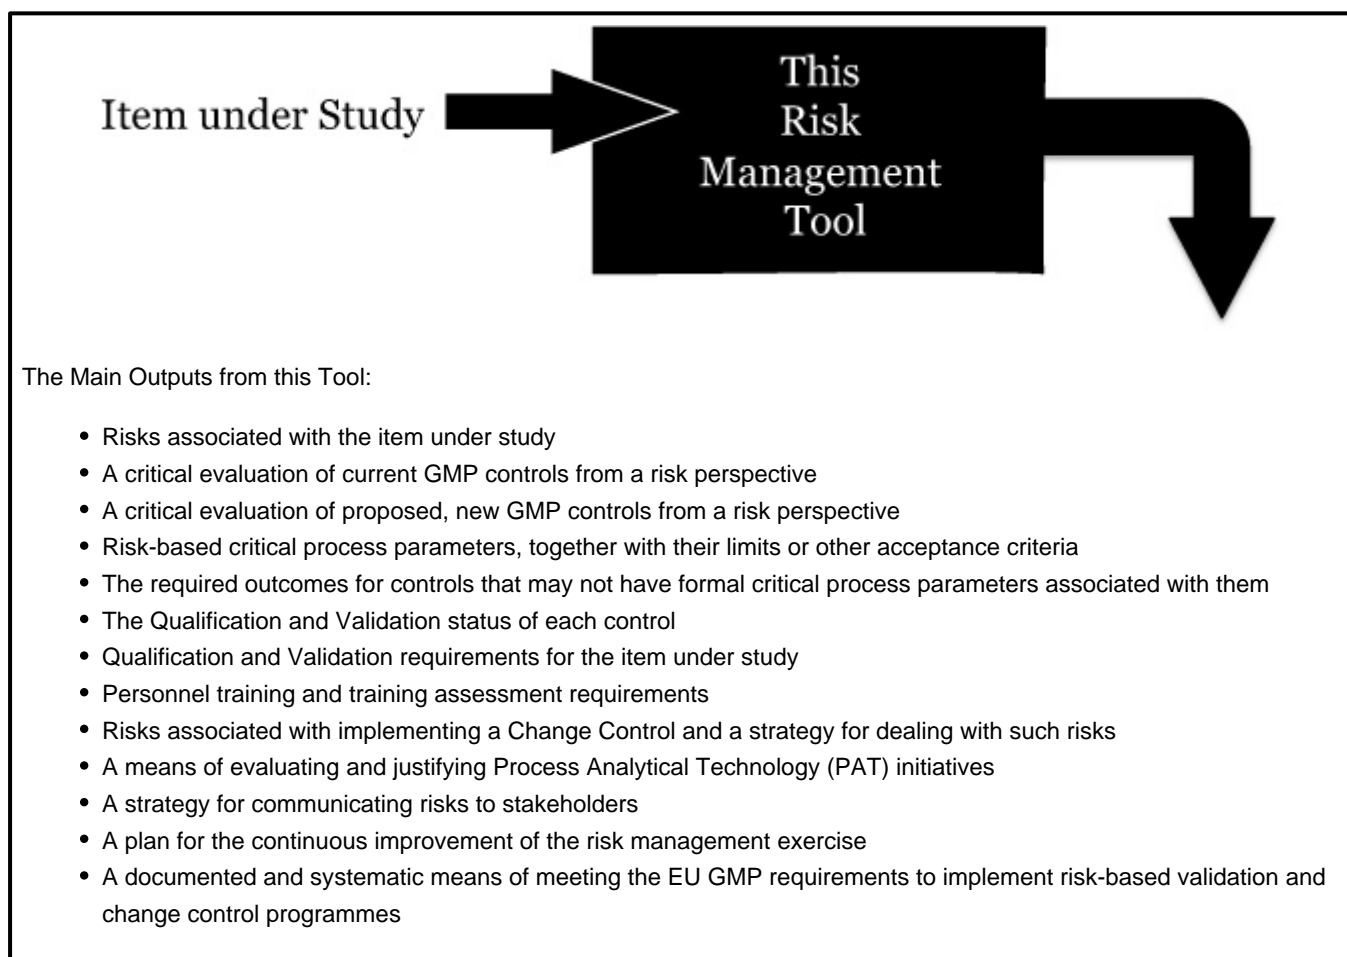 Item under Study
This
Risk
Management
Tool
The Main Outputs from this Tool:
• Risks associated with the item under study
• A critical evaluation of current GMP controls from a risk perspective
• A critical evaluation of proposed, new GMP controls from a risk perspective
• Risk-based critical process parameters, together with their limits or other acceptance criteria
• The required outcomes for controls that may not have formal critical process parameters associated with them
• The Qualification and Validation status of each control
• Qualification and Validation requirements for the item under study
• Personnel training and training assessment requirements
• Risks associated with implementing a Change Control and a strategy for dealing with such risks
• A means of evaluating and justifying Process Analytical Technology (PAT) initiatives
• A strategy for communicating risks to stakeholders
• A plan for the continuous improvement of the risk management exercise
• A documented and systematic means of meeting the EU GMP requirements to implement risk-based validation and
change control programmes